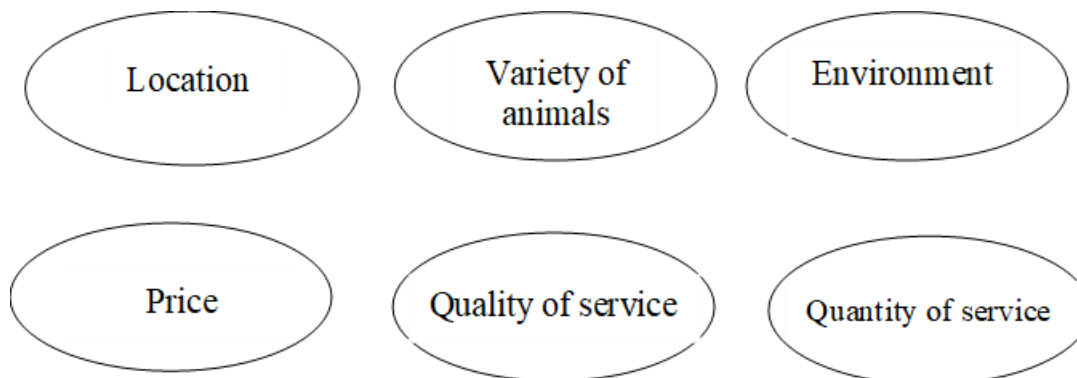 Location
Variety of
animals
Environment
Price
Quality of service
Quantity of service